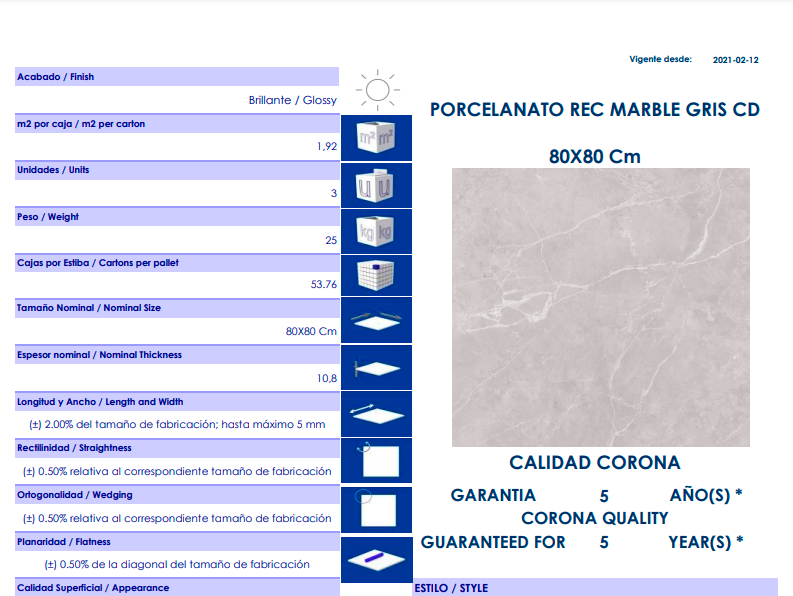 Vigente desde: 2021-02-12
Acabado / Finish
Brillante / Glossy
m2 por caja / m2 per carton
1,92
Unidades / Units
3
Peso / Weight
25
Cajas por Estiba / Cartons per pallet
53.76
Tamaño Nominal / Nominal Size
80X80 Cm
Espesor nominal / Nominal Thickness
10,8
Longitud y Ancho / Length and Width
(±) 2.00% del tamaño de fabricación; hasta máximo 5 mm
Rectilinidad / Straightness
(±) 0.50% relativa al correspondiente tamaño de fabricación
Ortogonalidad / Wedging
(±) 0.50% relativa al correspondiente tamaño de fabricación
Planaridad / Flatness
(±) 0.50% de la diagonal del tamaño de fabricación
Calidad Superficial / Appearance
m² m²
U U
kg kg
PORCELANATO REC MARBLE GRIS CD
80X80 Cm
CALIDAD CORONA
GARANTIA 5 AÑO(S) *
CORONA QUALITY
GUARANTEED FOR 5 YEAR(S) *
ESTILO / STYLE